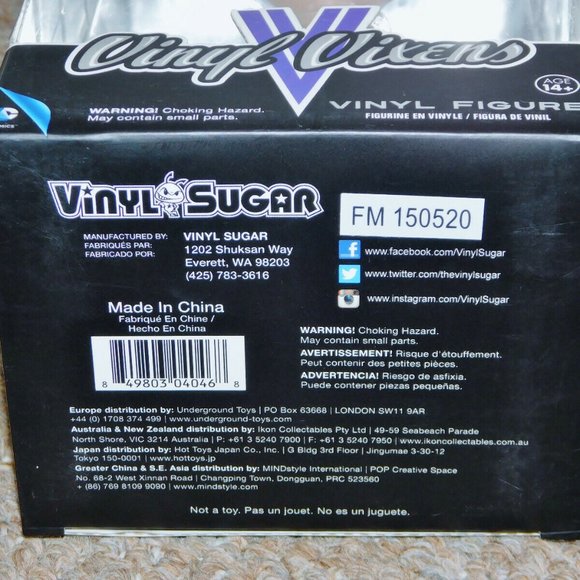 Vinyl Vixens
V
AGE
14+
VINYL FIGURE
FIGURINE EN VINYLE / FIGURA DE VINIL
WARNING! Choking Hazard.
May contain small parts.
DC
COMICS
VINYL SUGAR
FM 150520
MANUFACTURED BY:
FABRIQUÉS PAR:
FABRICADO POR:
VINYL SUGAR
1202 Shuksan Way
Everett, WA 98203
(425) 783-3616
www.facebook.com/VinylSugar
www.twitter.com/thevinylsugar
www.instagram.com/VinylSugar
Made In China
Fabriqué En Chine /
Hecho En China
8 49803 04046 8
WARNING! Choking Hazard.
May contain small parts.
AVERTISSEMENT! Risque d'étouffement.
Peut contenir des petites pièces.
ADVERTENCIA! Riesgo de asfixia.
Puede contener piezas pequeñas.
Europe distribution by: Underground Toys | PO Box 63668 | LONDON SW11 9AR
+44 (0) 1708 374 499 | www.undergroundtoys.com
Australia & New Zealand distribution by: Ikon Collectables Pty Ltd | 49-59 Seabeach Parade
North Shore, VIC 3214 Australia | P: +61 3 5240 7900 | F: +61 3 5240 7950 | www.ikoncollectables.com.au
Japan distribution by: Hot Toys Japan Co., Inc. | G Bldg 3rd Floor | Jingumae 3-30-12
Tokyo 150-0001 | www.hottoys.jp
Greater China & S.E. Asia distribution by: MINDstyle International | POP Creative Space
No. 68-2 West Xinnan Road | Changping Town, Dongguan, PRC 523560
+ (86) 769 8109 9090 | www.mindstyle.com
Not a toy. Pas un jouet. No es un juguete.